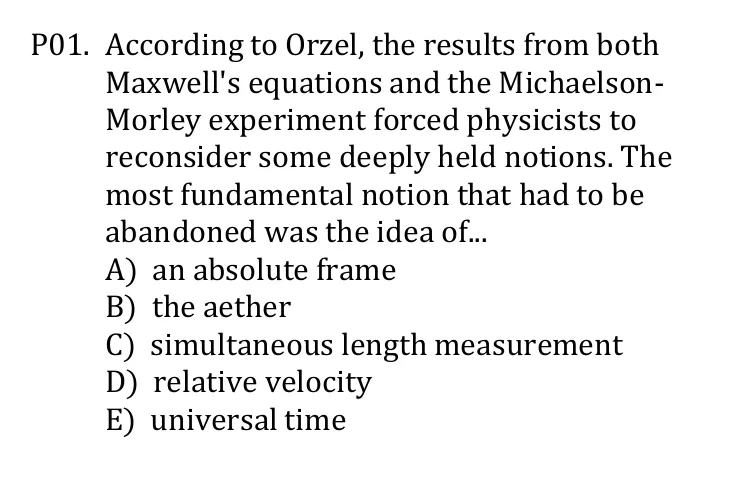 P01. According to Orzel, the results from both
Maxwell's equations and the Michaelson-
Morley experiment forced physicists to
reconsider some deeply held notions. The
most fundamental notion that had to be
abandoned was the idea of...
A) an absolute frame
B) the aether
C) simultaneous length measurement
D) relative velocity
E) universal time